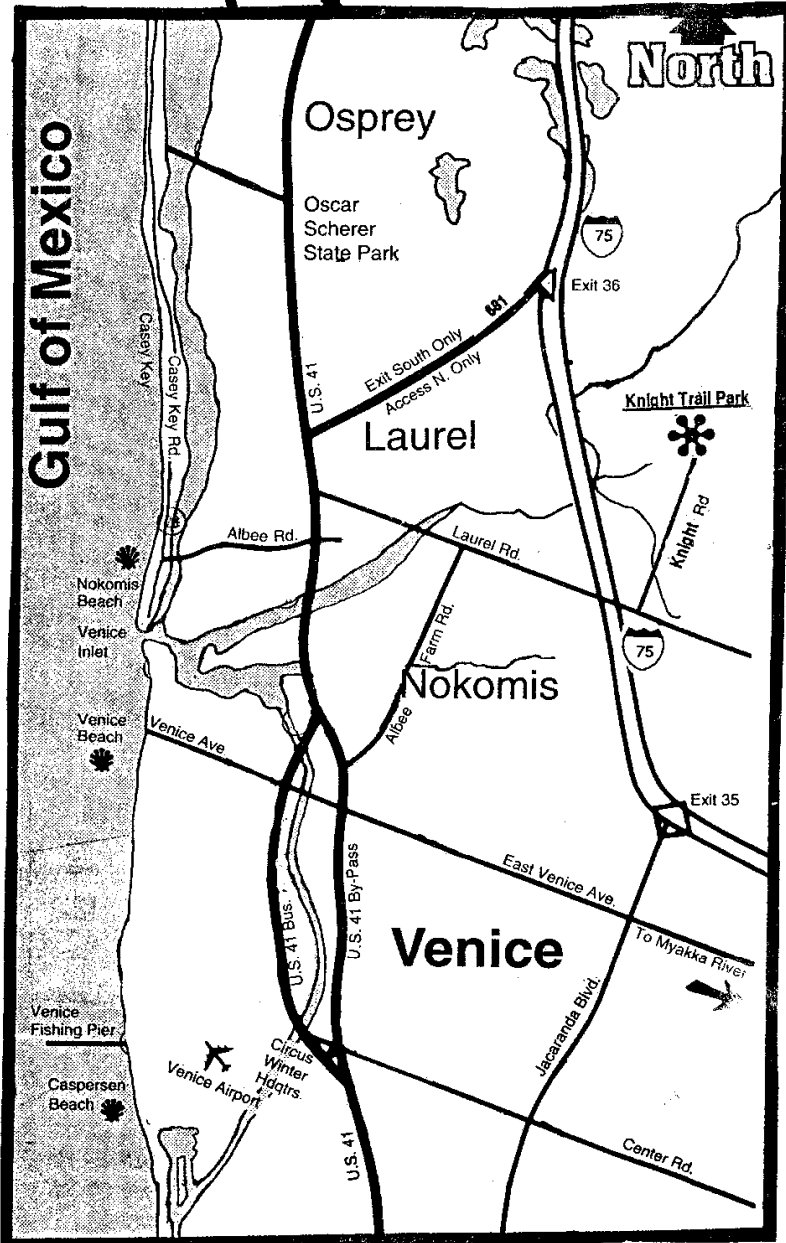 North
Gulf of Mexico
Osprey
Oscar
Scherer
State Park
75
Exit 36
681
Exit South Only
Access N. Only
U.S. 41
Casey Key
Casey Key Rd.
Laurel
Knight Trail Park
Knight Rd
Albee Rd.
Laurel Rd.
Nokomis
Beach
Venice
Inlet
Albee Farm Rd.
75
Nokomis
Venice
Beach
Venice Ave.
Exit 35
East Venice Ave.
U.S. 41 Bus.
U.S. 41 By-Pass
Venice
To Myakka River
Jacaranda Blvd.
Venice
Fishing Pier
Circus
Winter
Hdqtrs.
Venice Airport
Caspersen
Beach
U.S. 41
Center Rd.